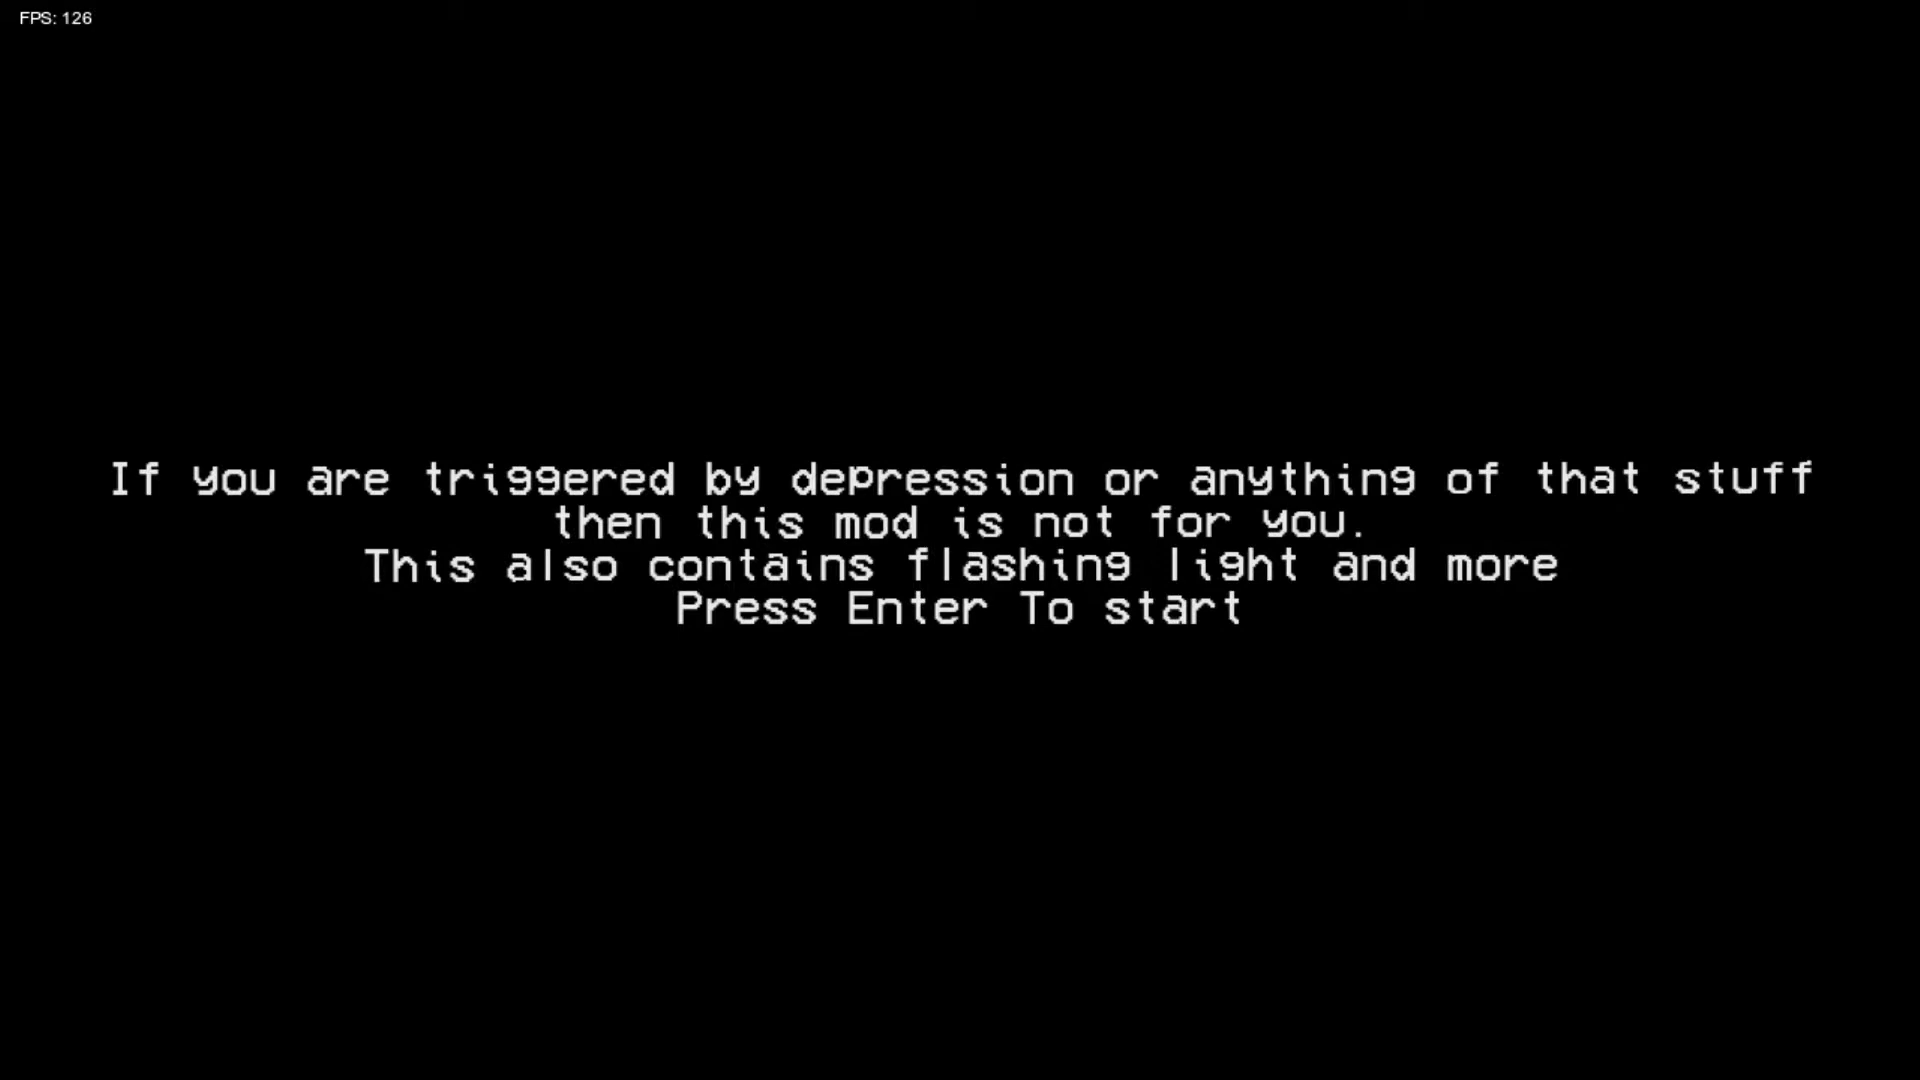 FPS: 126
If you are triggered by depression or anything of that stuff
then this mod is not for you.
This also contains flashing light and more
Press Enter To start